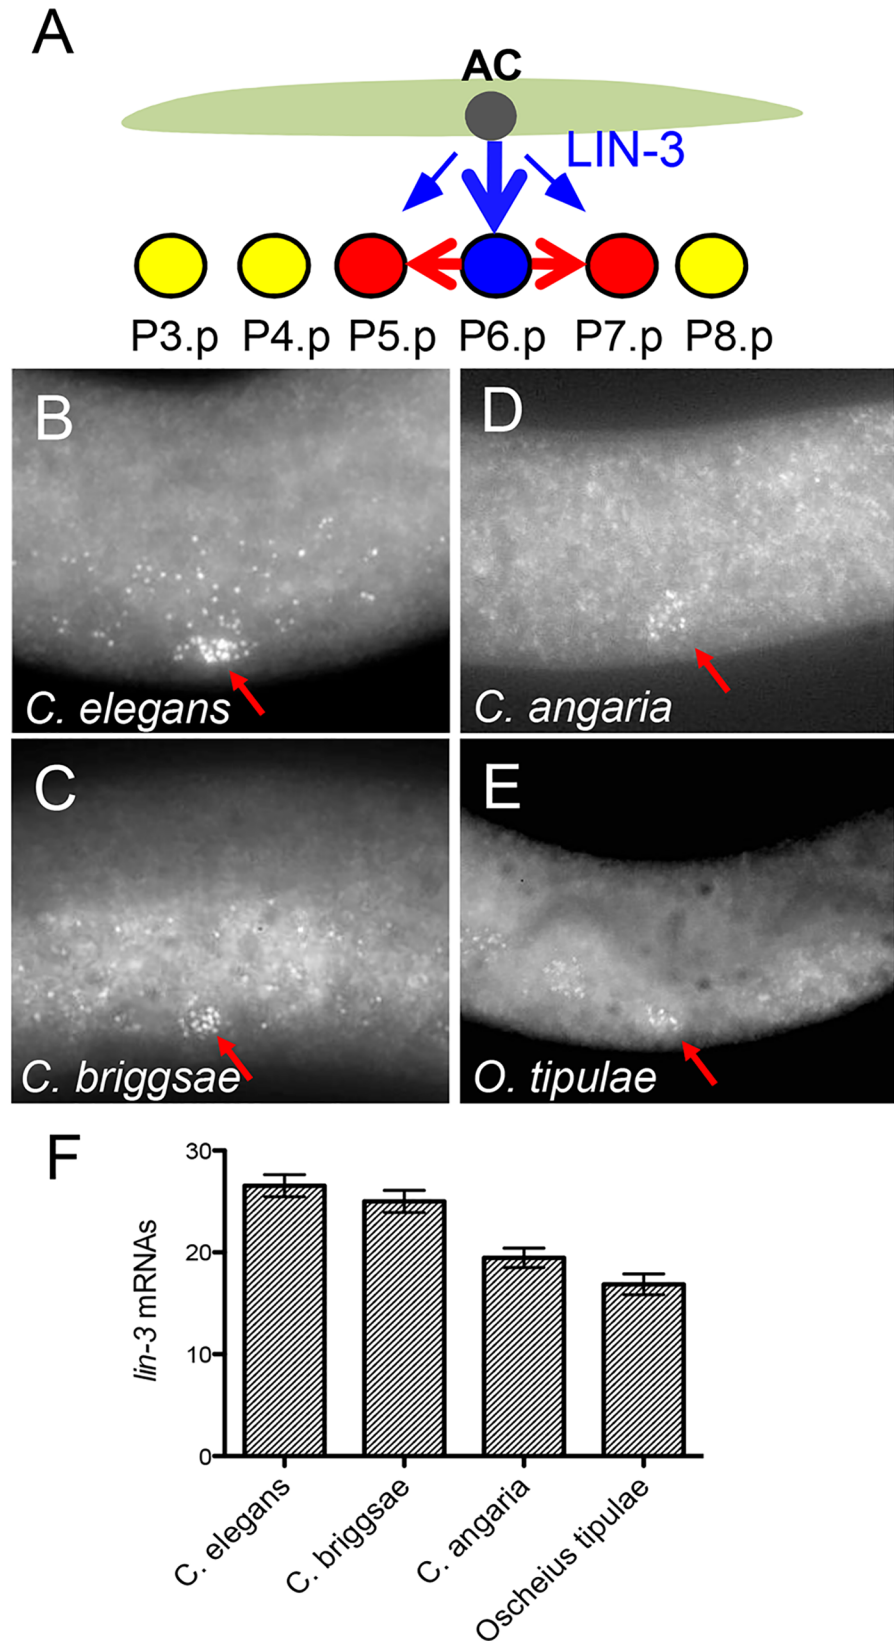 A
AC
LIN-3
P3.p P4.p P5.p P6.p P7.p P8.p
B
C. elegans
D
C. angaria
C
C. briggsae
E
O. tipulae
F
lin-3 mRNAs
30
20
10
0
C. elegans
C. briggsae
C. angaria
Oscheius tipulae